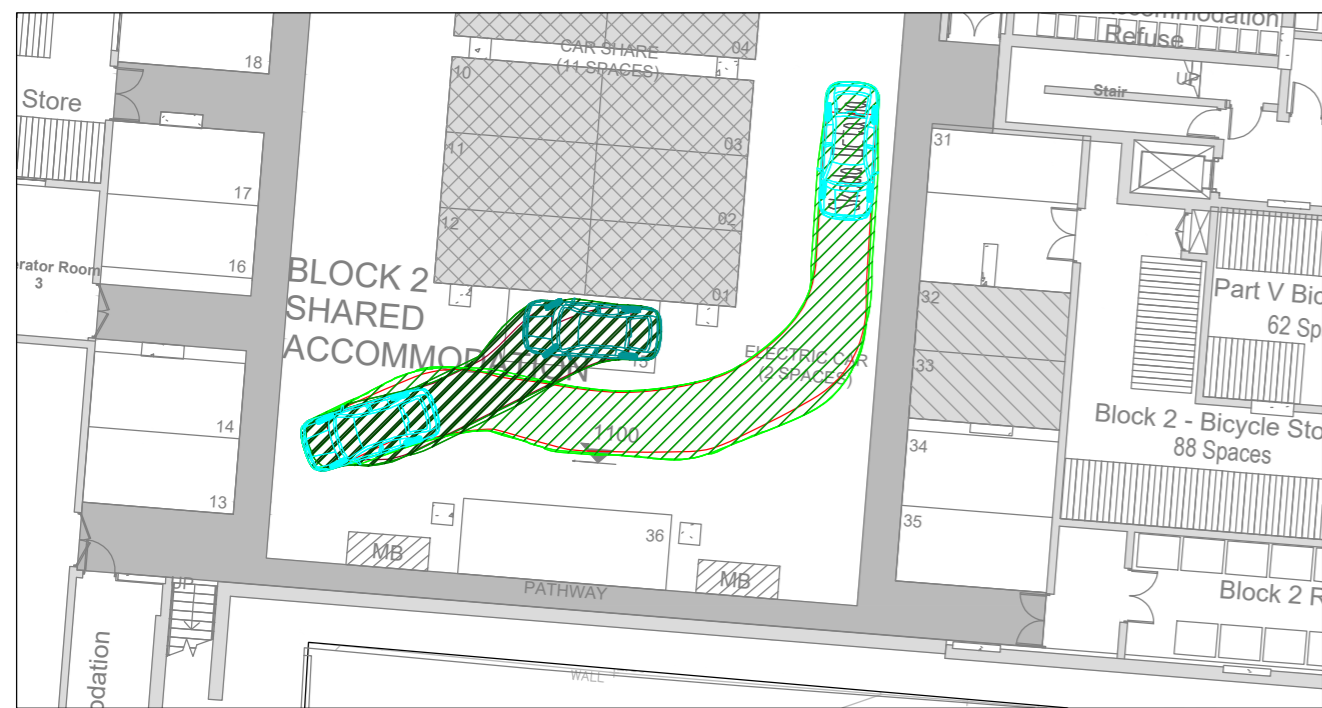 ccommodation
Refuse
CAR SHARE
(11 SPACES)
04
18
10
UP
Stair
Store
31
03
11
17
02
12
16
erator Room
3
01
32
BLOCK 2
SHARED
ACCOMMODATION
Part V Bic
62 Sp
15
ELECTRIC CAR
(2 SPACES)
33
14
1100
Block 2 - Bicycle Sto
88 Spaces
34
13
35
36
MB
MB
PATHWAY
UP
Block 2 R
odation
WALL